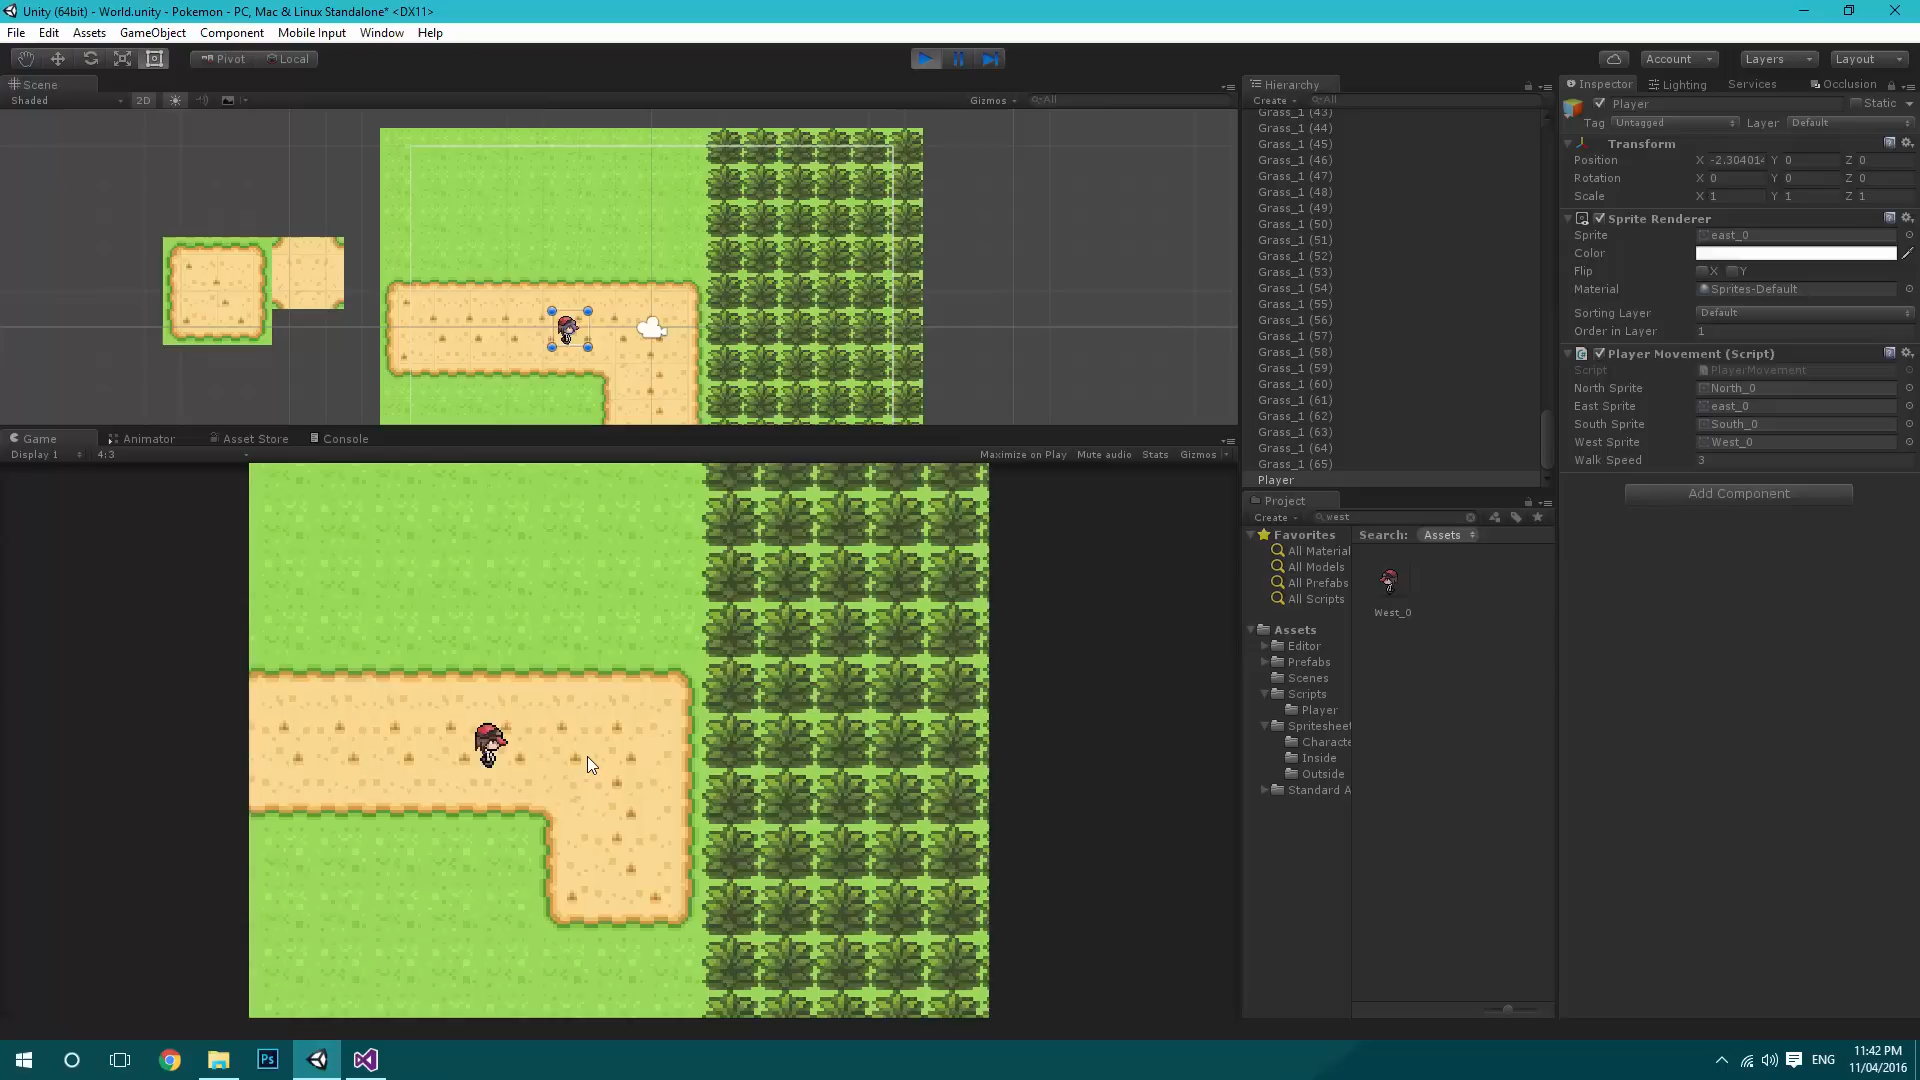 Unity (64bit) - World.unity - Pokemon - PC, Mac & Linux Standalone* <DX11>
File Edit Assets GameObject Component Mobile Input Window Help
Pivot Local Account Layers Layout
Scene
Shaded 2D Gizmos All
Hierarchy
Create All
Grass_1 (43)
Grass_1 (44)
Grass_1 (45)
Grass_1 (46)
Grass_1 (47)
Grass_1 (48)
Grass_1 (49)
Grass_1 (50)
Grass_1 (51)
Grass_1 (52)
Grass_1 (53)
Grass_1 (54)
Grass_1 (55)
Grass_1 (56)
Grass_1 (57)
Grass_1 (58)
Grass_1 (59)
Grass_1 (60)
Grass_1 (61)
Grass_1 (62)
Grass_1 (63)
Grass_1 (64)
Grass_1 (65)
Player
Inspector Lighting Services Occlusion
Player Static
Tag Untagged Layer Default
Transform
Position X -2.304014 Y 0 Z 0
Rotation X 0 Y 0 Z 0
Scale X 1 Y 1 Z 1
Sprite Renderer
Sprite east_0
Color
Flip X Y
Material Sprites-Default
Sorting Layer Default
Order in Layer 1
Player Movement (Script)
Script PlayerMovement
North Sprite North_0
East Sprite east_0
South Sprite South_0
West Sprite West_0
Walk Speed 3
Add Component
Game Animator Asset Store Console
Display 1 4:3 Maximize on Play Mute audio Stats Gizmos
Project
Create west
Favorites
All Material
All Models
All Prefabs
All Scripts
Assets
Editor
Prefabs
Scenes
Scripts
Player
Spritesheet
Characte
Inside
Outside
Standard A
Search: Assets
West_0
Ps
ENG
11:42 PM
11/04/2016